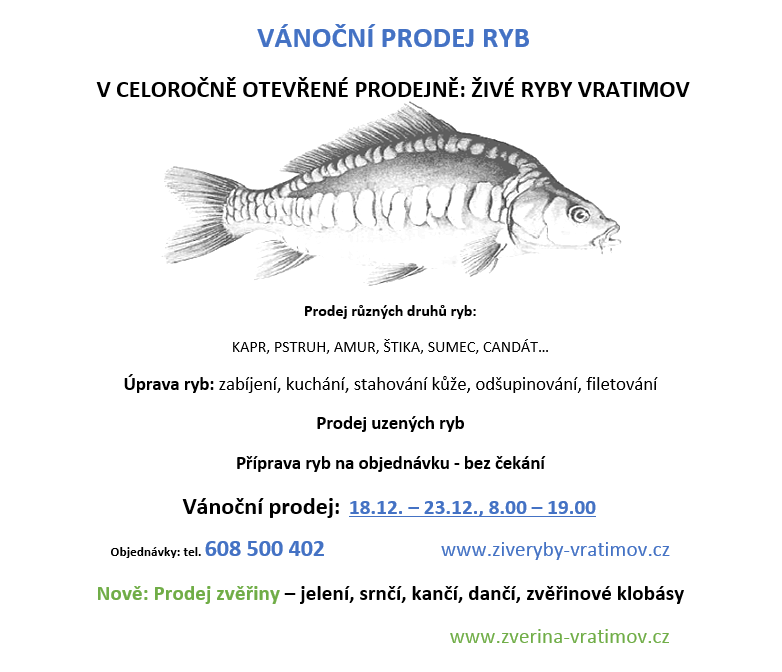 VÁNOČNÍ PRODEJ RYB
V CELOROČNĚ OTEVŘENÉ PRODEJNĚ: ŽIVÉ RYBY VRATIMOV
Prodej různých druhů ryb:
KAPR, PSTRUH, AMUR, ŠTIKA, SUMEC, CANDÁT...
Úprava ryb: zabíjení, kuchání, stahování kůže, odšupinování, filetování
Prodej uzených ryb
Příprava ryb na objednávku - bez čekání
Vánoční prodej: 18.12. – 23.12., 8.00 – 19.00
Objednávky: tel. 608 500 402 www.ziveryby-vratimov.cz
Nově: Prodej zvěřiny – jelení, srnčí, kančí, dančí, zvěřinové klobásy
www.zverina-vratimov.cz